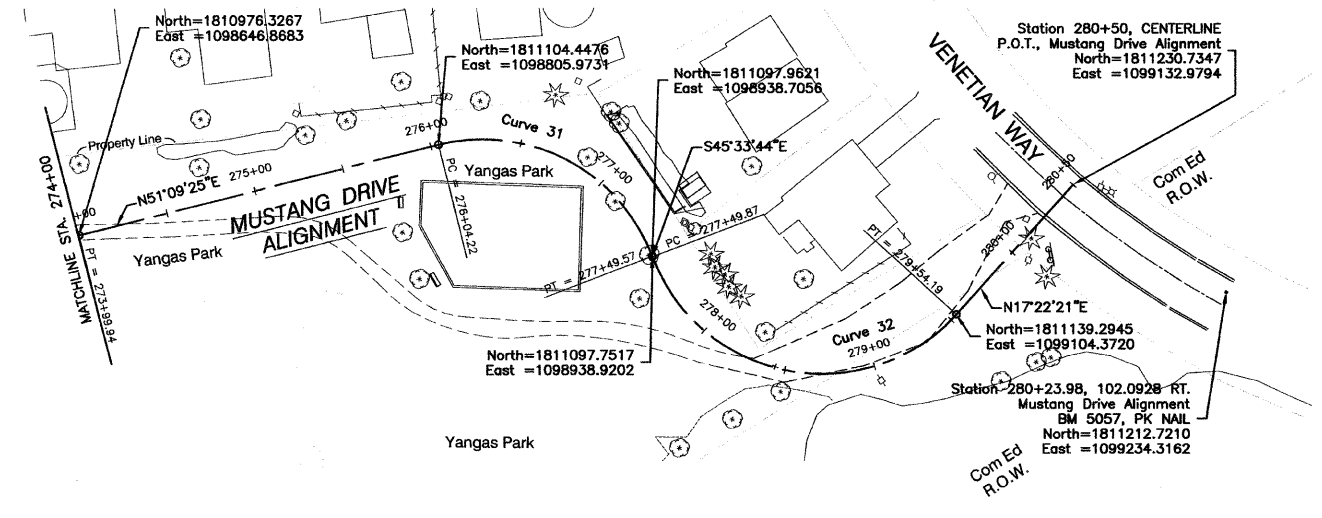 North=1810976.3267
East =1098646.8683
North=1811104.4476
East =1098805.9731
North=1811097.9621
East =1098938.7056
Station 280+50, CENTERLINE
P.O.T., Mustang Drive Alignment
North=1811230.7347
East =1099132.9794
VENETIAN WAY
Com Ed
R.O.W.
Property Line
276+00
Curve 31
277+00
S45°33'44"E
Yangas Park
N51°09'25"E
275+00
MUSTANG DRIVE
ALIGNMENT
MATCHLINE STA. 274+00
+00
PT = 273+99.94
Yangas Park
PC = 276+04.22
PT = 277+49.57
PC = 277+49.87
278+00
PT = 279+54.19
280+00
280+50
N17°22'21"E
Curve 32
279+00
North=1811139.2945
East =1099104.3720
North=1811097.7517
East =1098938.9202
Station 280+23.98, 102.0928 RT.
Mustang Drive Alignment
BM 5057, PK NAIL
North=1811212.7210
East =1099234.3162
Yangas Park
Com Ed
R.O.W.